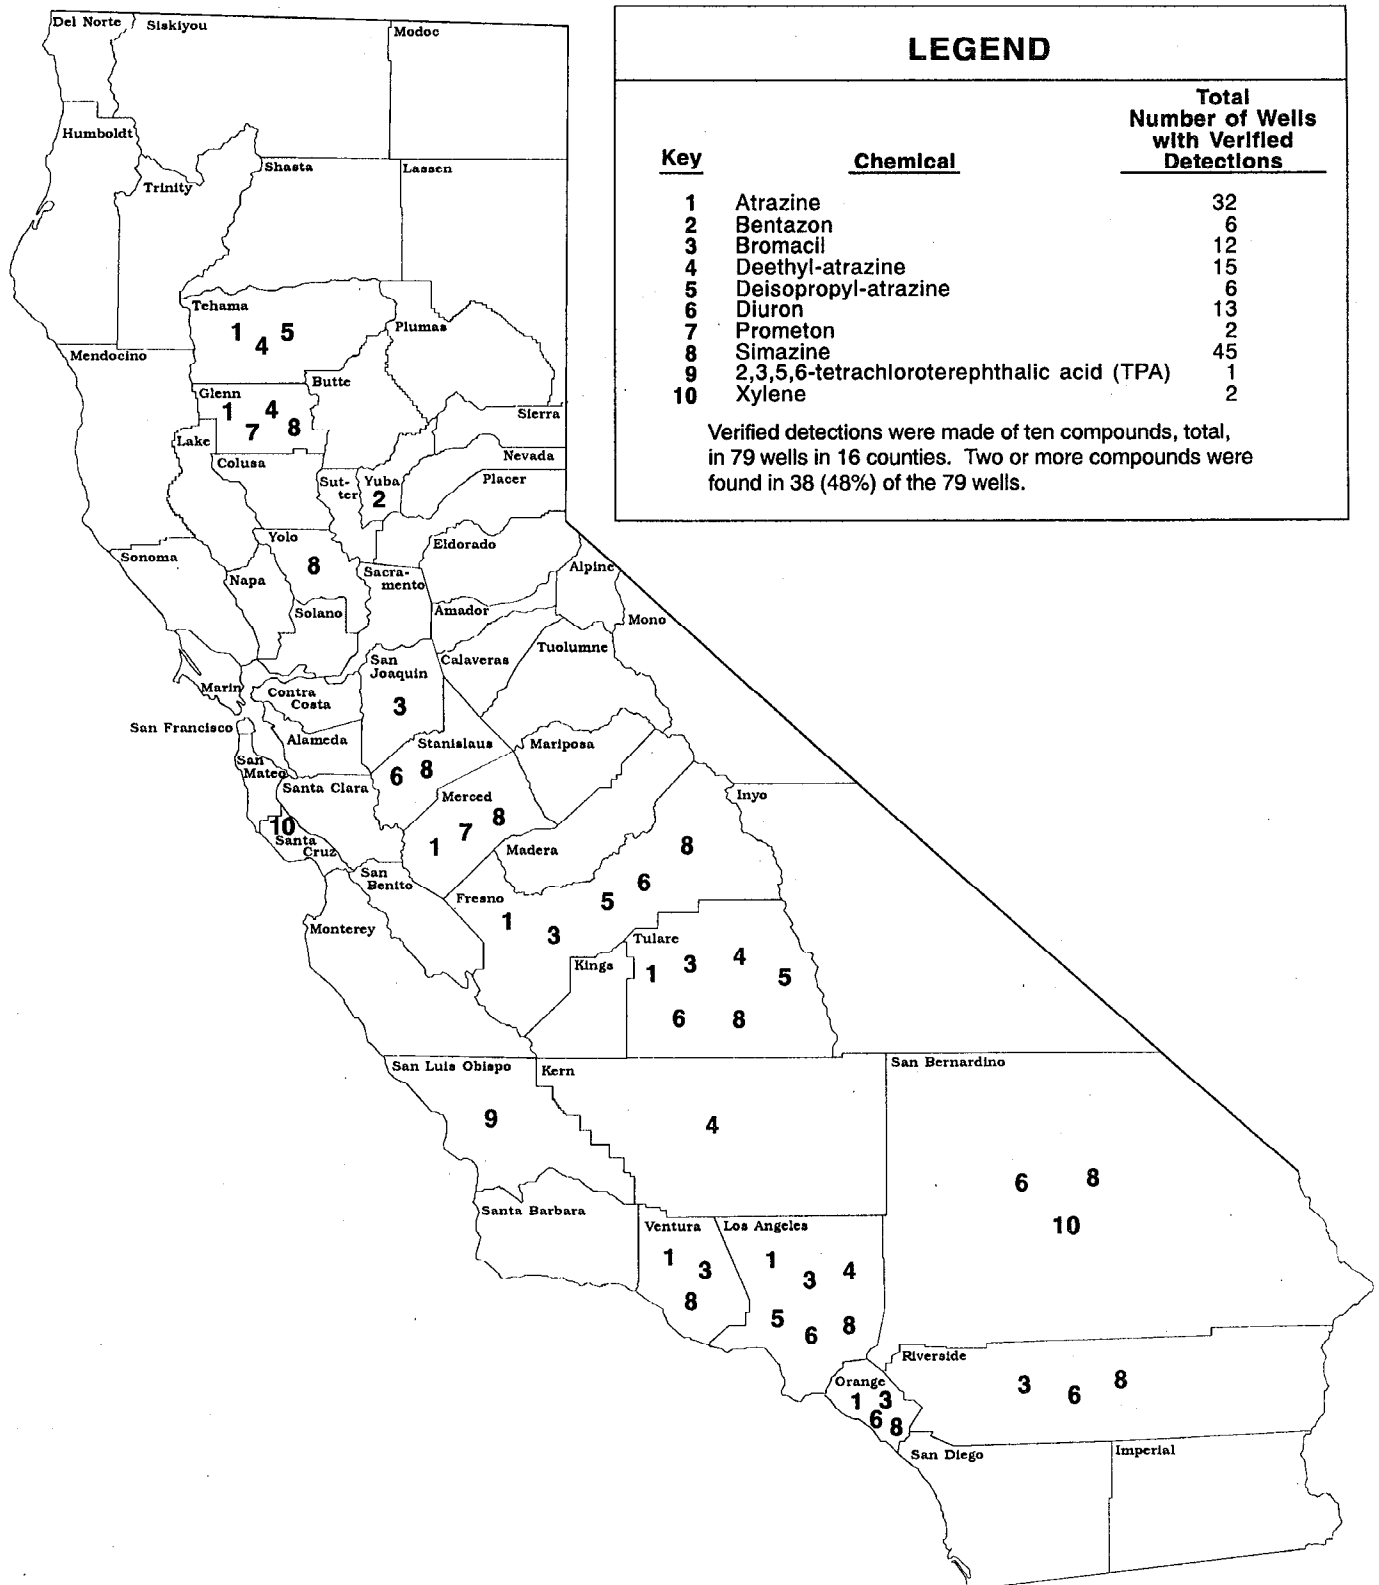 LEGEND
Total
Number of Wells
with Verified
Key Chemical Detections
1 Atrazine 32
2 Bentazon 6
3 Bromacil 12
4 Deethyl-atrazine 15
5 Deisopropyl-atrazine 6
6 Diuron 13
7 Prometon 2
8 Simazine 45
9 2,3,5,6-tetrachloroterephthalic acid (TPA) 1
10 Xylene 2
Verified detections were made of ten compounds, total,
in 79 wells in 16 counties. Two or more compounds were
found in 38 (48%) of the 79 wells.
Del Norte
Siskiyou
Modoc
Humboldt
Trinity
Shasta
Lassen
Tehama
1 4 5
Plumas
Mendocino
Butte
Glenn
1 4
7 8
Sierra
Lake
Colusa
Nevada
Sut-
ter
Yuba
2
Placer
Yolo
8
Eldorado
Sonoma
Napa
Sacra-
mento
Alpine
Solano
Amador
Mono
Tuolumne
San
Joaquin
3
Calaveras
Marin
Contra
Costa
San Francisco
Alameda
Stanislaus
6 8
Mariposa
San
Mateo
Santa Clara
Merced
1 7 8
Inyo
10
Santa
Cruz
Madera
San
Benito
Fresno
1 3 5 6 8
Monterey
Tulare
1 3 4 5
6 8
Kings
San Luis Obispo
9
Kern
4
San Bernardino
6 8
10
Santa Barbara
Ventura
1 3
8
Los Angeles
1 3 4
5 6 8
Riverside
3 6 8
Orange
1 3
6 8
San Diego
Imperial